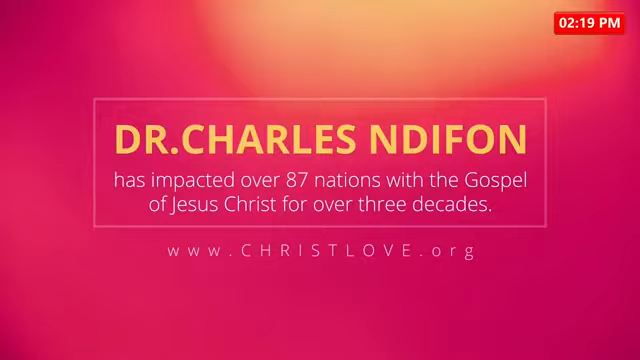 02:19 PM
DR.CHARLES NDIFON
has impacted over 87 nations with the Gospel
of Jesus Christ for over three decades.
www.CHRISTLOVE.org